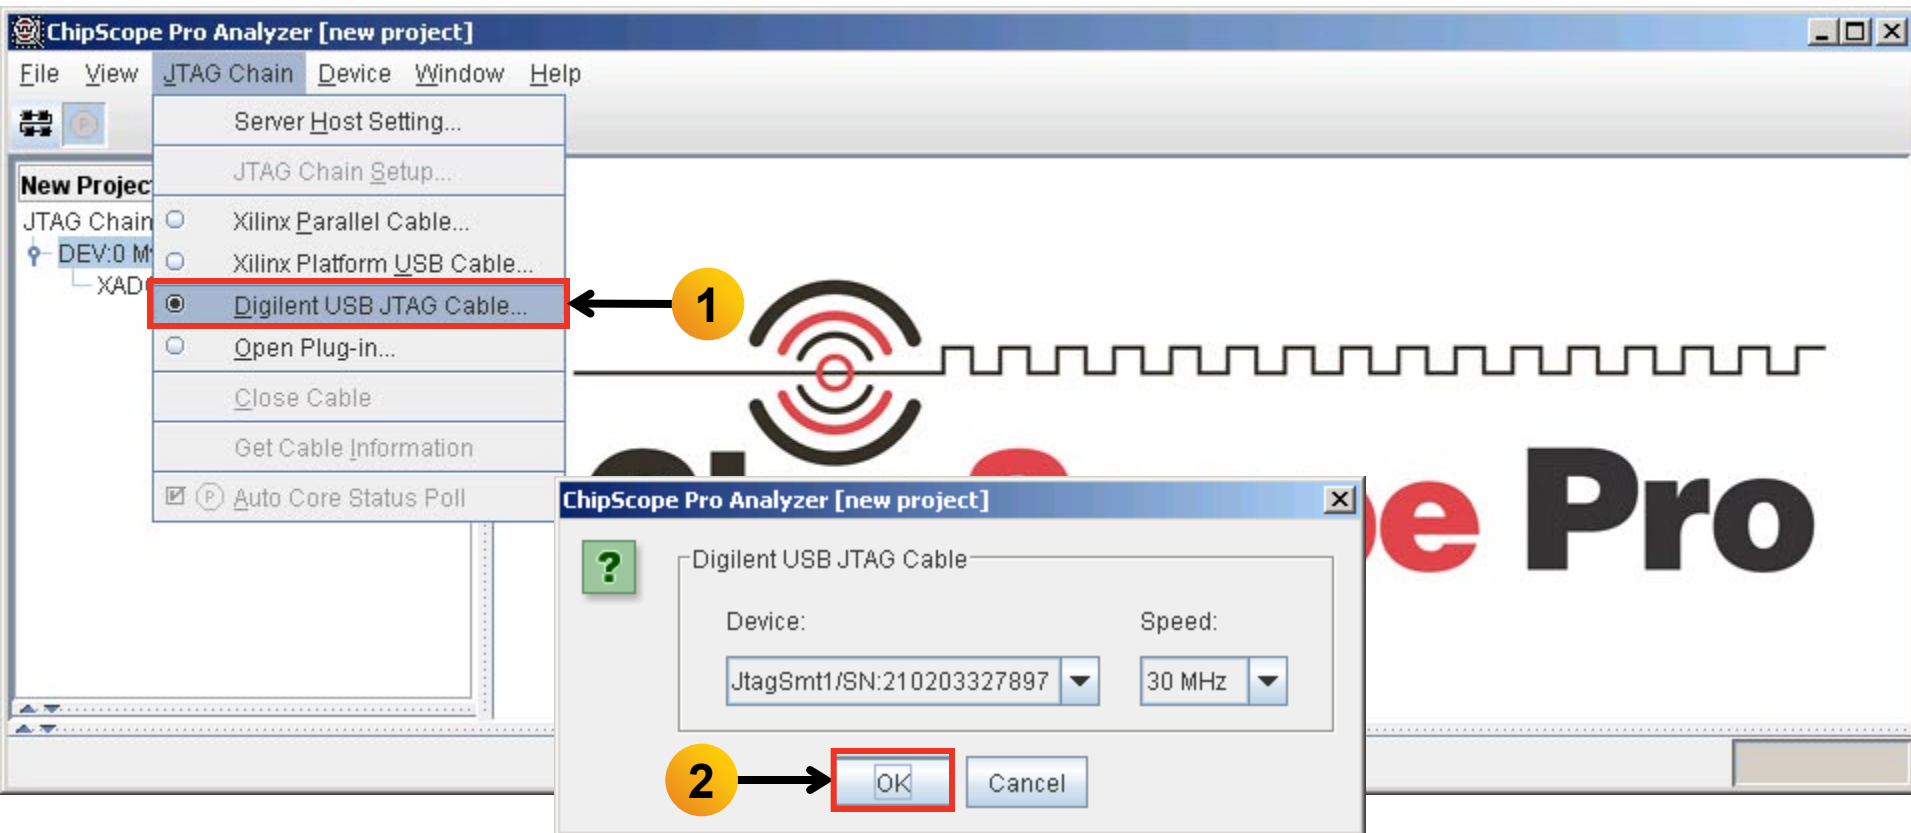 ChipScope Pro Analyzer [new project]
File View JTAG Chain Device Window Help
Server Host Setting...
JTAG Chain Setup...
Xilinx Parallel Cable...
Xilinx Platform USB Cable...
Digilent USB JTAG Cable...
Open Plug-in...
Close Cable
Get Cable Information
Auto Core Status Poll
New Projec
JTAG Chain
DEV:0 M
XAD
1
Pro
ChipScope Pro Analyzer [new project]
?
Digilent USB JTAG Cable
Device: Speed:
JtagSmt1/SN:210203327897 30 MHz
2
OK Cancel